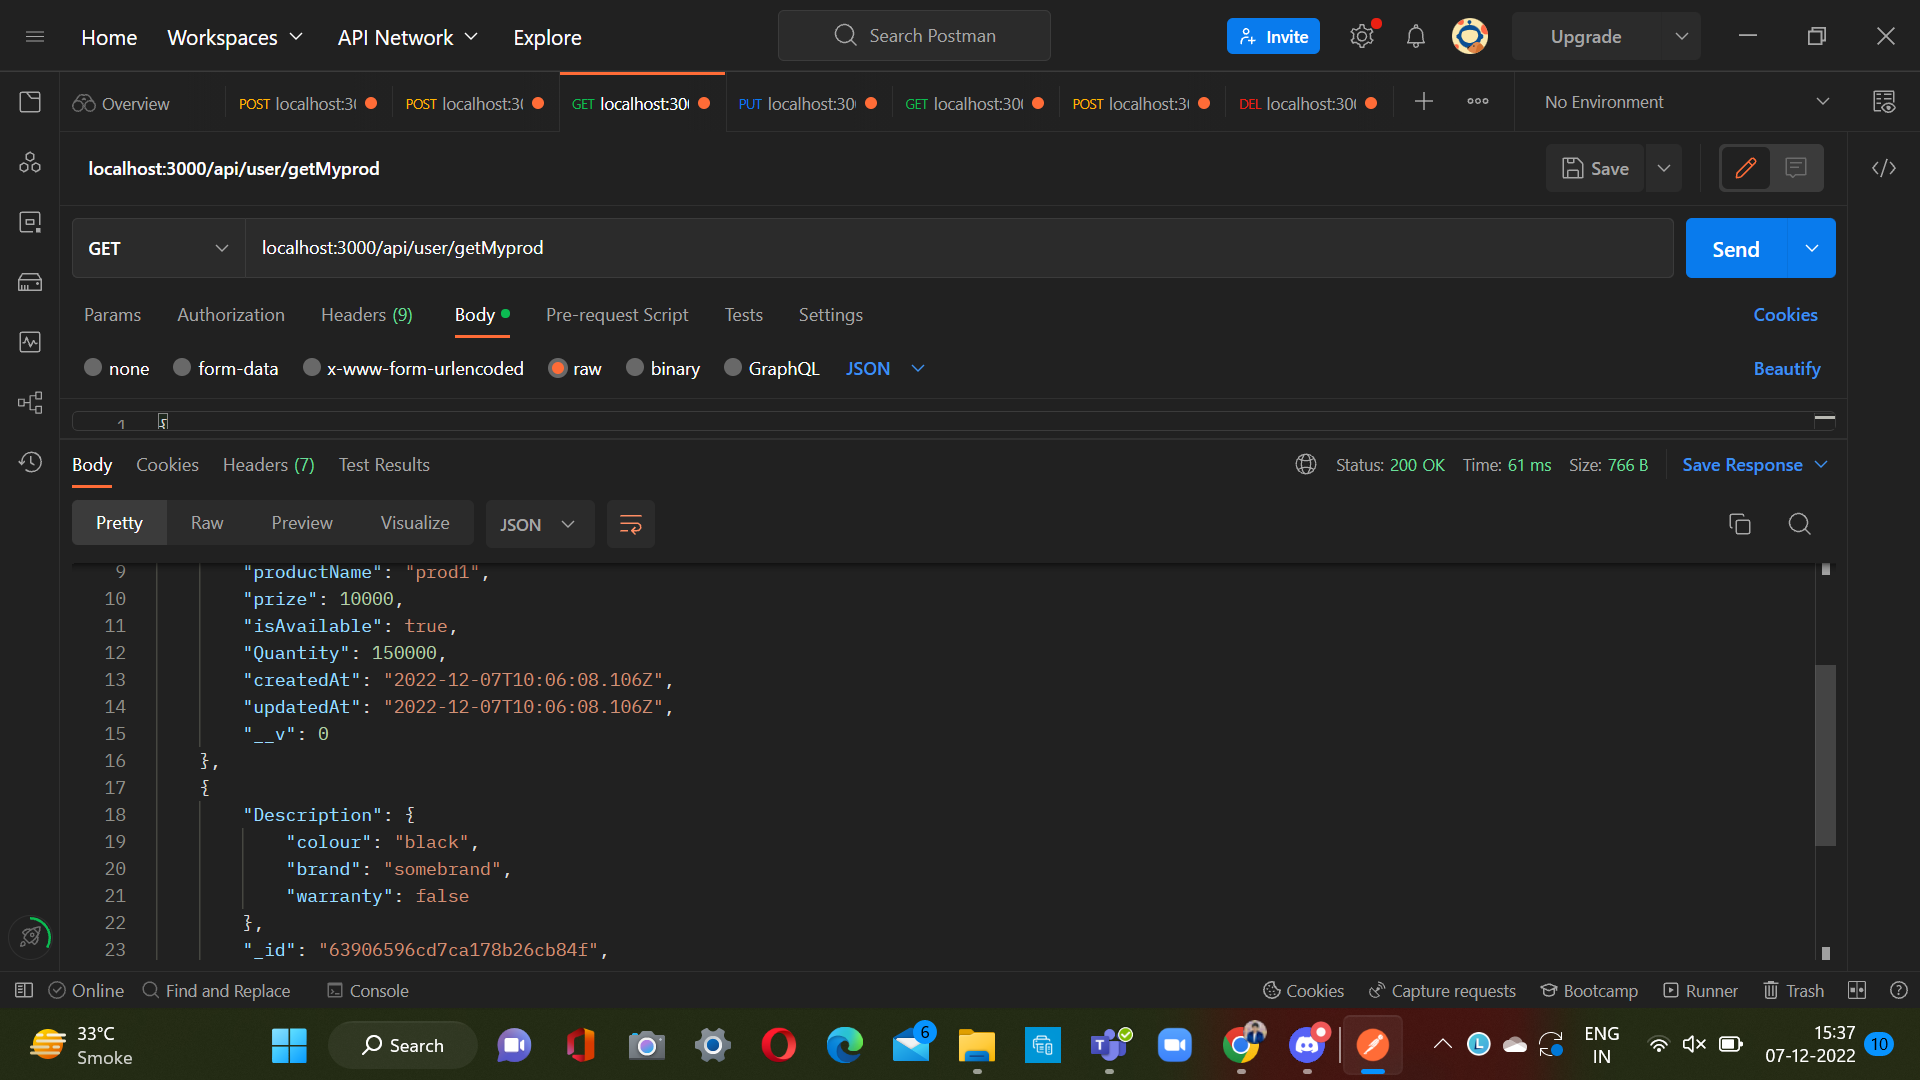 Home Workspaces API Network Explore Search Postman Invite Upgrade
Overview POST localhost:3( POST localhost:3( GET localhost:30( PUT localhost:30( GET localhost:30( POST localhost:3( DEL localhost:30( No Environment
localhost:3000/api/user/getMyprod Save
GET localhost:3000/api/user/getMyprod Send
Params Authorization Headers (9) Body Pre-request Script Tests Settings Cookies
none form-data x-www-form-urlencoded raw binary GraphQL JSON Beautify
1 {
Body Cookies Headers (7) Test Results Status: 200 OK Time: 61 ms Size: 766 B Save Response
Pretty Raw Preview Visualize JSON
9 "productName": "prod1",
10 "prize": 10000,
11 "isAvailable": true,
12 "Quantity": 150000,
13 "createdAt": "2022-12-07T10:06:08.106Z",
14 "updatedAt": "2022-12-07T10:06:08.106Z",
15 "__v": 0
16 },
17 {
18 "Description": {
19 "colour": "black",
20 "brand": "somebrand",
21 "warranty": false
22 },
23 "_id": "63906596cd7ca178b26cb84f",
Online Find and Replace Console Cookies Capture requests Bootcamp Runner Trash
33°C
Smoke
Search
6
L
ENG
IN
15:37
07-12-2022
10